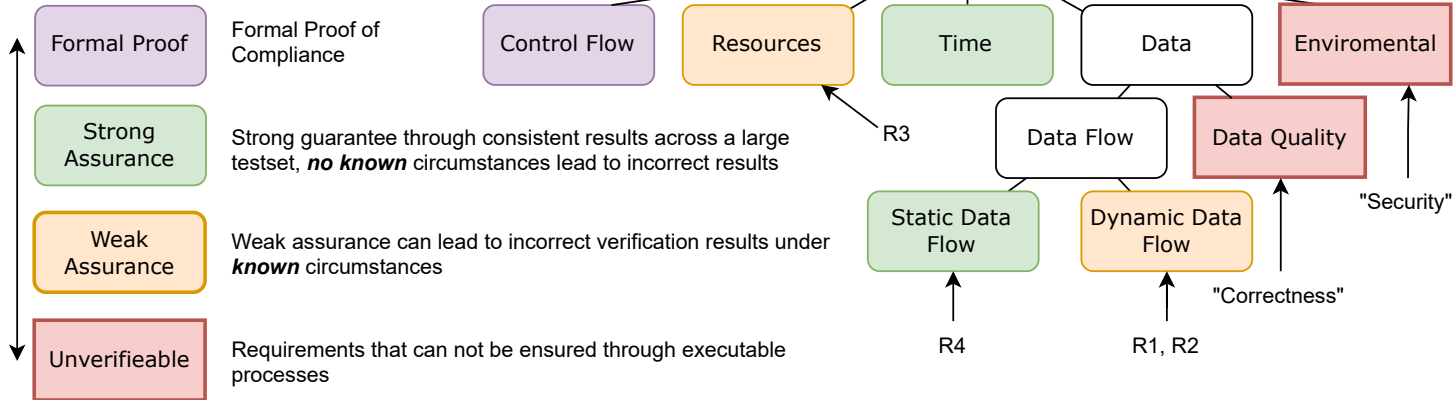 Formal Proof
Formal Proof of
Compliance
Control Flow
Resources
Time
Data
Enviromental
Strong
Assurance
Strong guarantee through consistent results across a large
testset, no known circumstances lead to incorrect results
R3
Data Flow
Data Quality
"Security"
Weak
Assurance
Weak assurance can lead to incorrect verification results under
known circumstances
Static Data
Flow
Dynamic Data
Flow
"Correctness"
R4
R1, R2
Unverifieable
Requirements that can not be ensured through executable
processes